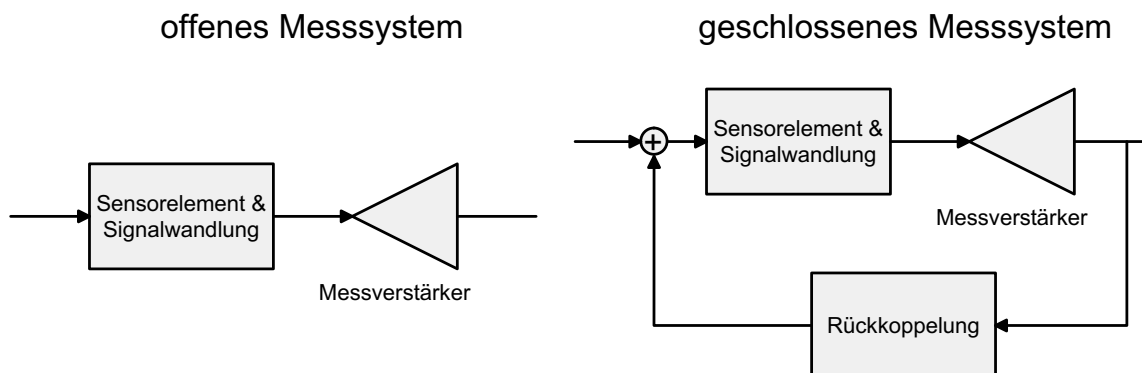 offenes Messsystem
geschlossenes Messsystem
Sensorelement &
Signalwandlung
Messverstärker
+
Sensorelement &
Signalwandlung
Messverstärker
Rückkoppelung